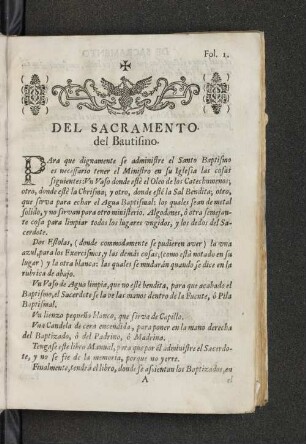 Fol. 1.
DEL SACRAMENTO
del Bautismo.
PAra que dignamente se administre el Santo Baptismo
es necessario tener el Ministro en su Iglesia las cosas
siguientes: Vn Vaso donde esté el Oleo de los Catechumenos;
otro, donde esté la Chrisma, y otro, donde esté la Sal Bendita; otro,
que sirva para echar el Agua Baptismal: los quales sean de metal
solido, y no sirvan para otro ministerio. Algodones, ó otra semejan-
te cosa para limpiar todos los lugares vngidos, y los dedos del Sa-
cerdote.
Dos Estolas, (donde commodamente se pudieren aver) la vna
azul, para los Exorcismos, y las demás cosas, (como està notado en su
lugar) y la otra blanca: las quales se mudarán quando se dice en la
rubrica de abajo.
Vn Vaso de Agua limpia, que no esté bendita, para que acabado el
Baptismo, el Sacerdote se lave las manos dentro de la Fuente, ó Pila
Baptismal.
Vn lienzo pequeño blanco, que sirva de Capillo.
Vna Candela de cera encendida, para poner en la mano derecha
del Baptizado, ò del Padrino, ò Madrina.
Tengase este libro Manual, para que por él administre el Sacerdo-
te, y no se fie de la memoria, porque no yerre.
Finalmente, tendrá el libro, donde se assientan los Baptizados, en
A el